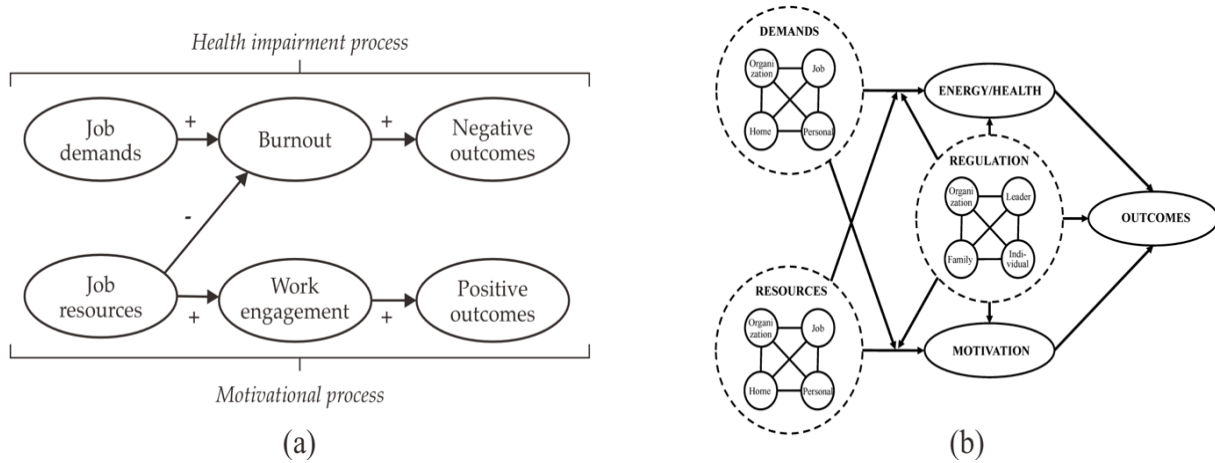 Health impairment process
Job
demands
+
Burnout
+
Negative
outcomes
-
Job
resources
+
Work
engagement
+
Positive
outcomes
Motivational process
(a)
DEMANDS
Organi
zation
Job
Home
Personal
ENERGY/HEALTH
REGULATION
Organi
zation
Leader
Family
Indi-
vidual
OUTCOMES
RESOURCES
Organi
zation
Job
Home
Personal
MOTIVATION
(b)